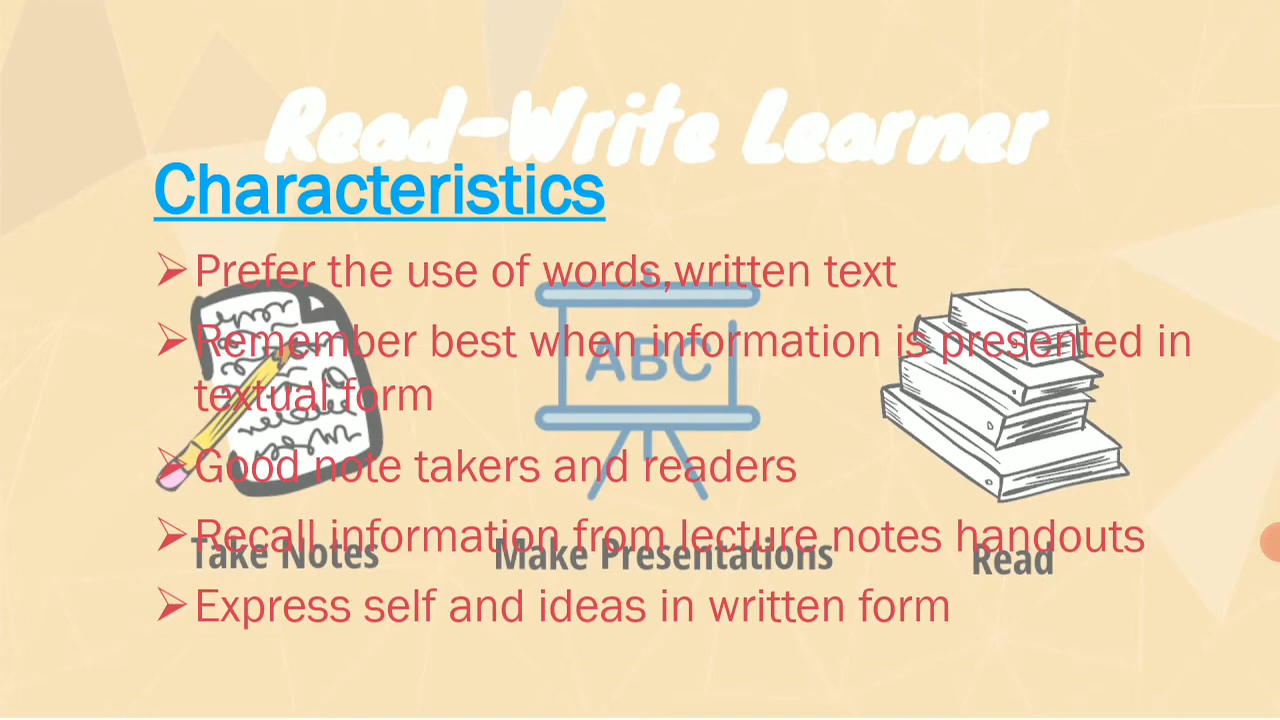 Read-Write Learner
Characteristics
➢Prefer the use of words,written text
➢Remember best when information is presented in
textual form
ABC
➢Good note takers and readers
➢Recall information from lecture notes handouts
Take Notes
Make Presentations
Read
➢Express self and ideas in written form